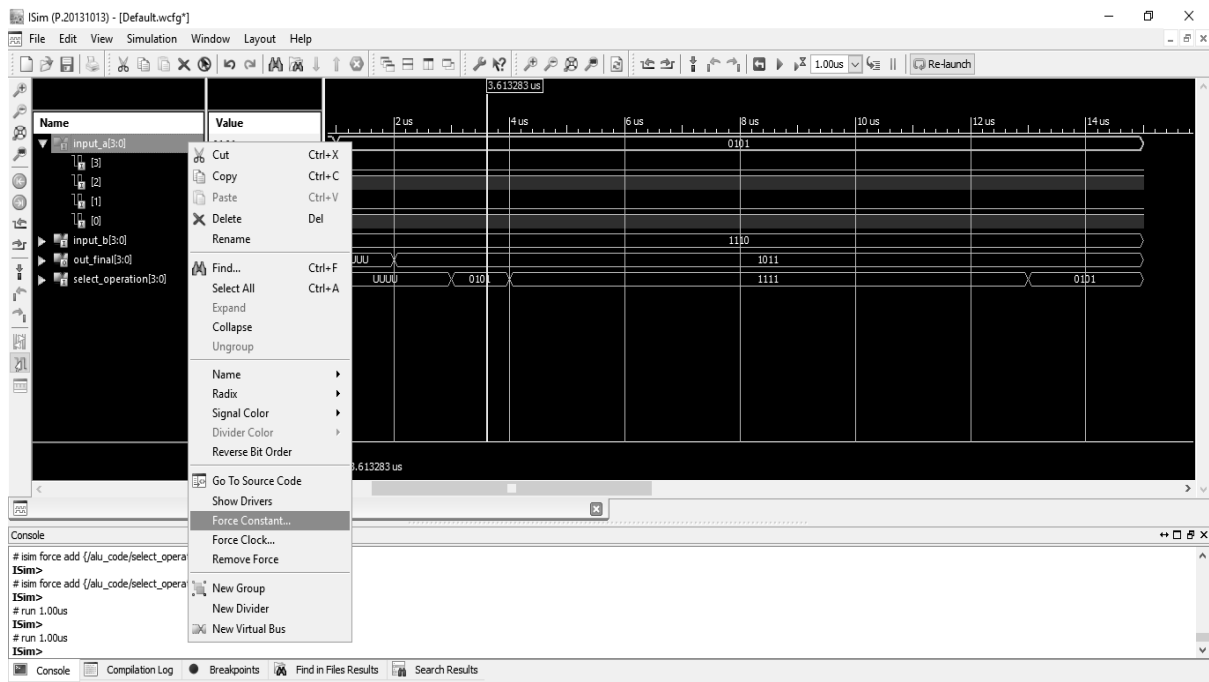 ISim (P.20131013) - [Default.wcfg*]
File Edit View Simulation Window Layout Help
1.00us Re-launch
3.613283 us
Name Value
2 us 4 us 6 us 8 us 10 us 12 us 14 us
input_a[3:0] 0101
[3]
[2]
[1]
[0]
input_b[3:0] 1110
out_final[3:0] UUU 1011
select_operation[3:0] UUUU 0101 1111 0101
Cut Ctrl+X
Copy Ctrl+C
Paste Ctrl+V
Delete Del
Rename
Find... Ctrl+F
Select All Ctrl+A
Expand
Collapse
Ungroup
Name
Radix
Signal Color
Divider Color
Reverse Bit Order
Go To Source Code
Show Drivers
Force Constant...
Force Clock...
Remove Force
New Group
New Divider
New Virtual Bus
3.613283 us
Console
# isim force add {/alu_code/select_opera
ISim>
# isim force add {/alu_code/select_opera
ISim>
# run 1.00us
ISim>
# run 1.00us
ISim>
Console Compilation Log Breakpoints Find in Files Results Search Results